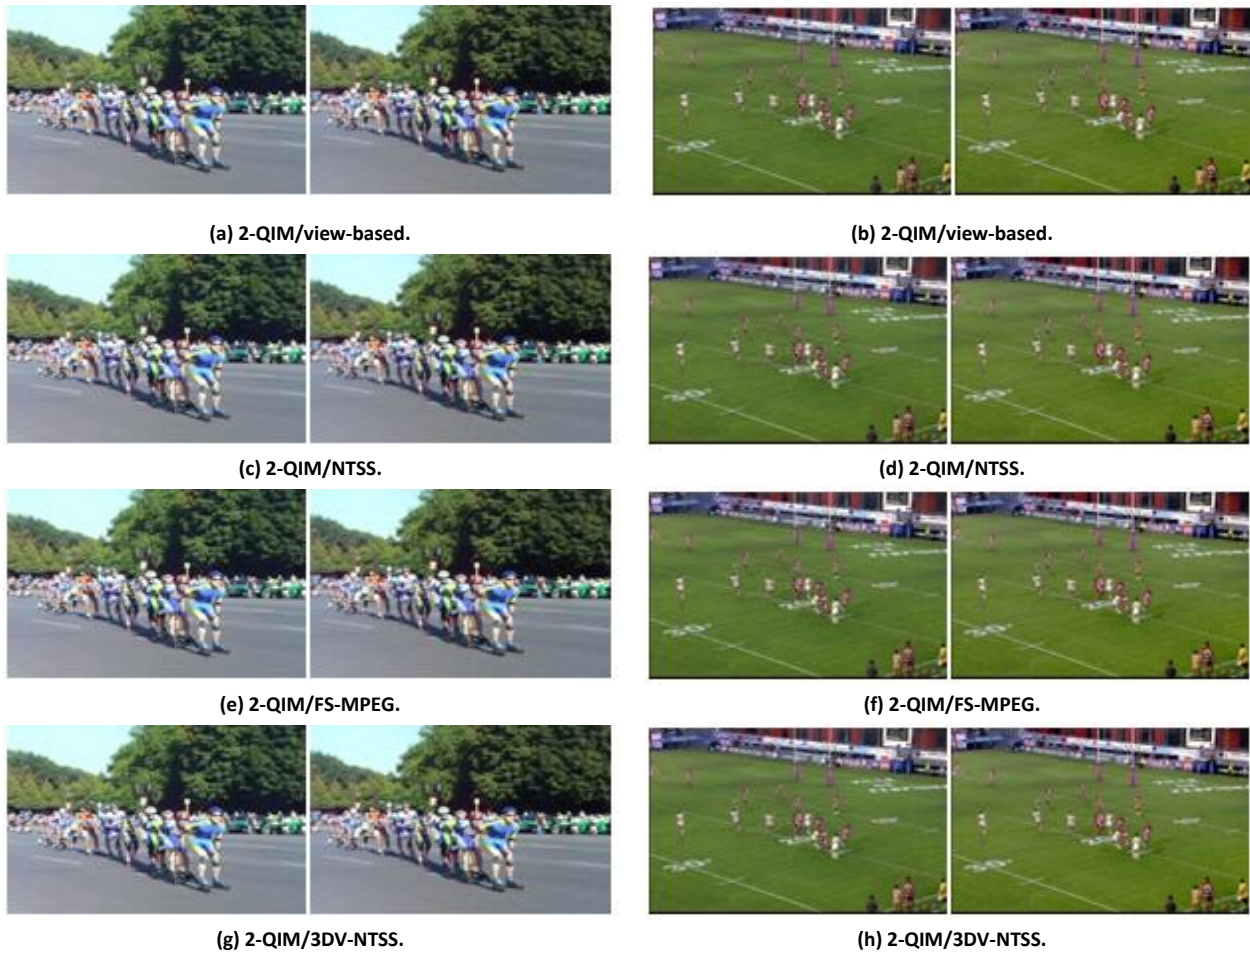 (a) 2-QIM/view-based.
(b) 2-QIM/view-based.
(c) 2-QIM/NTSS.
(d) 2-QIM/NTSS.
(e) 2-QIM/FS-MPEG.
(f) 2-QIM/FS-MPEG.
(g) 2-QIM/3DV-NTSS.
(h) 2-QIM/3DV-NTSS.